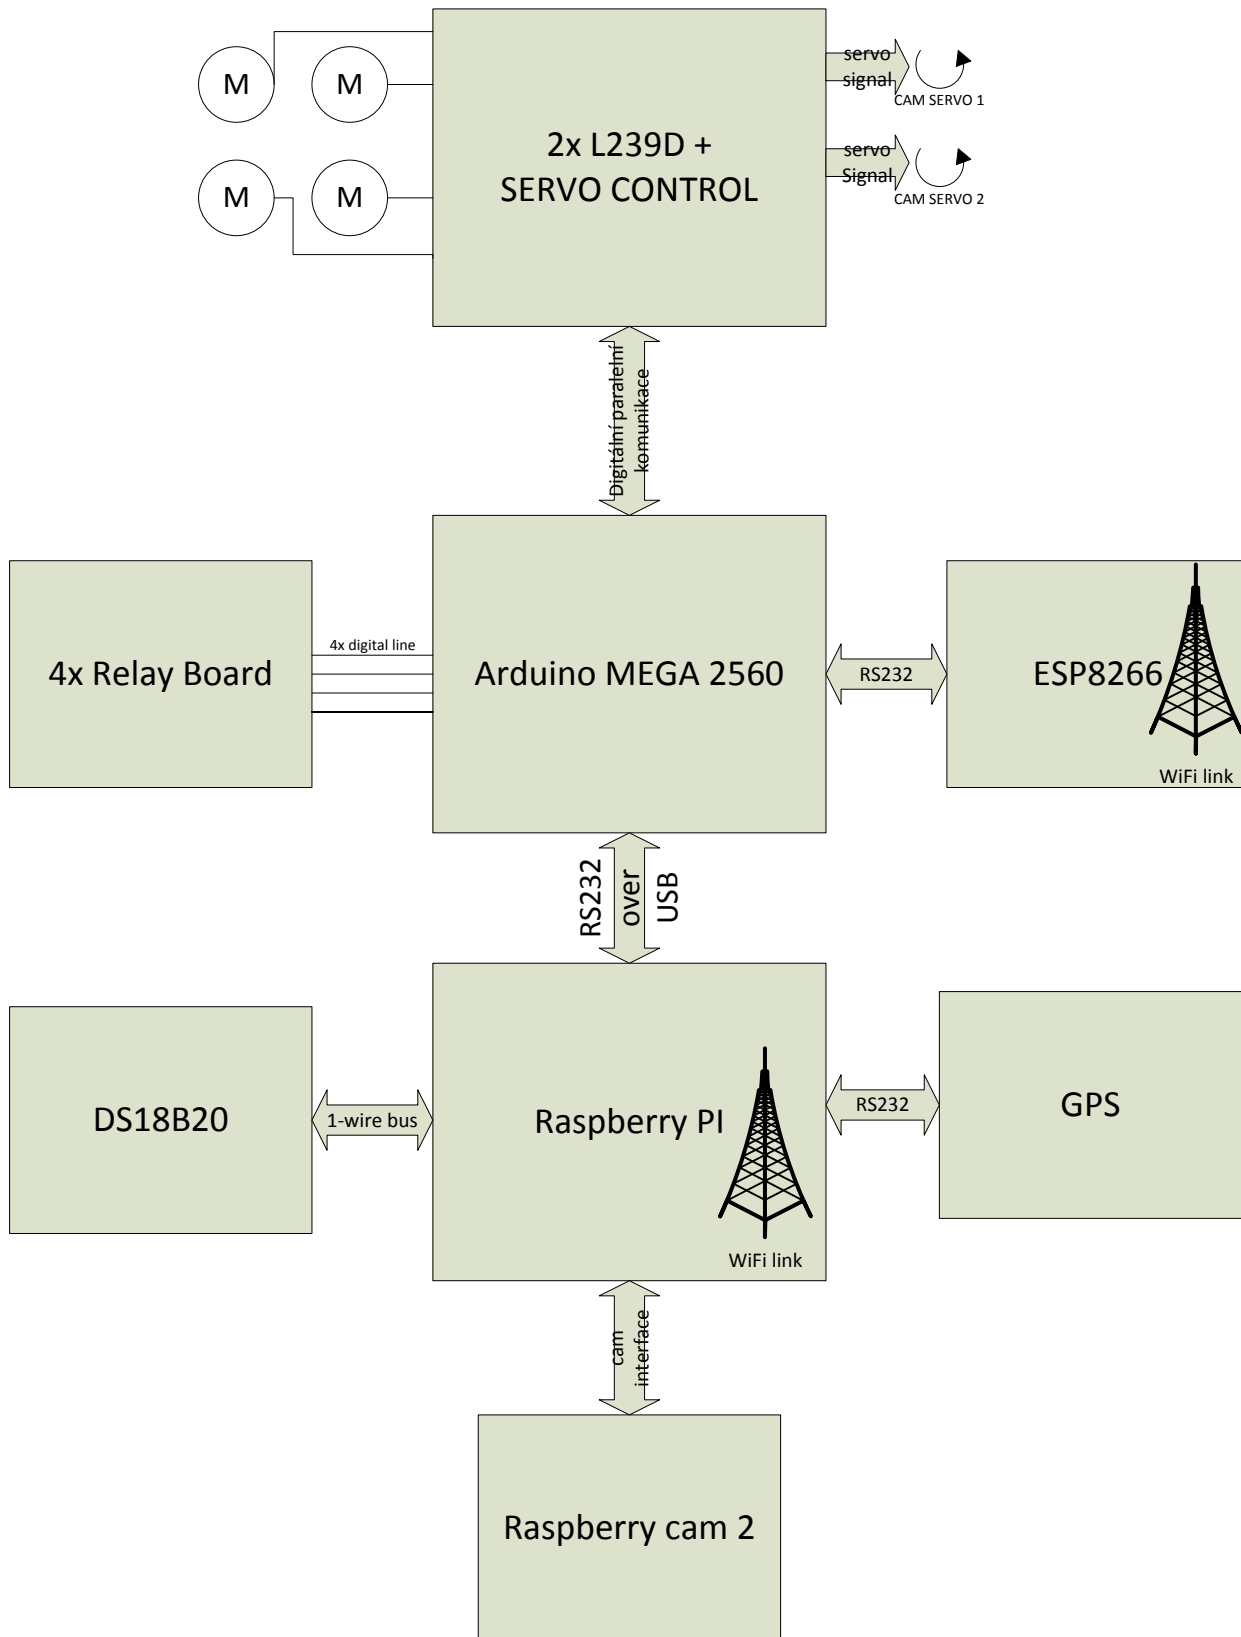 M
M
servo
signal
CAM SERVO 1
2x L239D +
SERVO CONTROL
servo
Signal
CAM SERVO 2
M
M
Digitální paralelní
komunikace
4x Relay Board
4x digital line
Arduino MEGA 2560
RS232
ESP8266
WiFi link
RS232
over
USB
DS18B20
1-wire bus
Raspberry PI
WiFi link
RS232
GPS
cam
interface
Raspberry cam 2